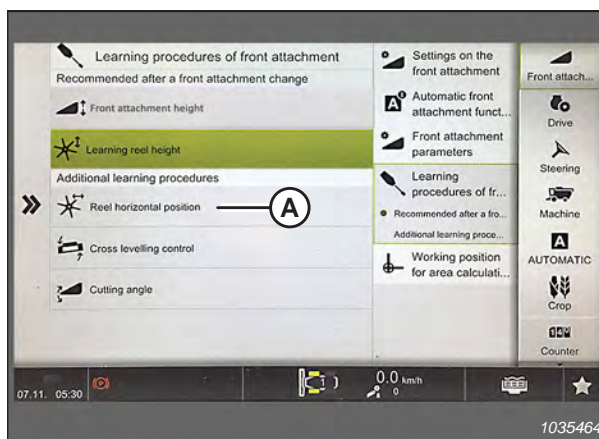 Learning procedures of front attachment
Recommended after a front attachment change
Front attachment height
Learning reel height
Additional learning procedures
Reel horizontal position
A
Cross levelling control
Cutting angle
Settings on the
front attachment
A
Automatic front
attachment funct...
Front attachment
parameters
Learning
procedures of fr...
Recommended after a fro...
Additional learning proce...
Working position
for area calculati...
Front attach...
Drive
Steering
Machine
A
AUTOMATIC
Crop
Counter
07.11. 05:30
(P)
1
0.0 km/h
0
1035464